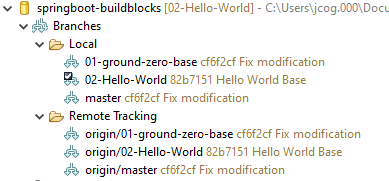 springboot-buildblocks [02-Hello-World] - C:\Users\jcog.000\Docu
Branches
Local
01-ground-zero-base cf6f2cf Fix modification
02-Hello-World 82b7151 Hello World Base
master cf6f2cf Fix modification
Remote Tracking
origin/01-ground-zero-base cf6f2cf Fix modification
origin/02-Hello-World 82b7151 Hello World Base
origin/master cf6f2cf Fix modification